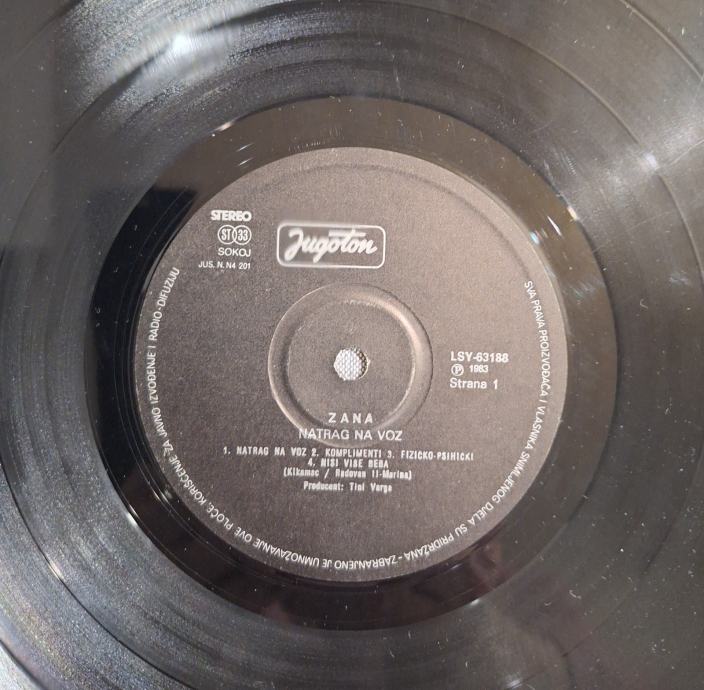 STEREO
ST 33
SOKOJ
JUS. N. N4 201
Jugoton
LSY-63188
℗ 1983
Strana 1
ZANA
NATRAG NA VOZ
1. NATRAG NA VOZ 2. KOMPLIMENTI 3. FIZICKO-PSIHICKI
4. NISI VISE BEBA
(Kikamac / Radovan II-Marina)
Producent: Tini Varga
SVA PRAVA PROIZVOĐAČA I VLASNIKA SNIMLJENOG DJELA SU PRIDRŽANA - ZABRANJENO JE UMNOŽAVANJE OVE PLOČE, KORIŠĆENJE ZA JAVNO IZVOĐENJE I RADIO-DIFUZIJU